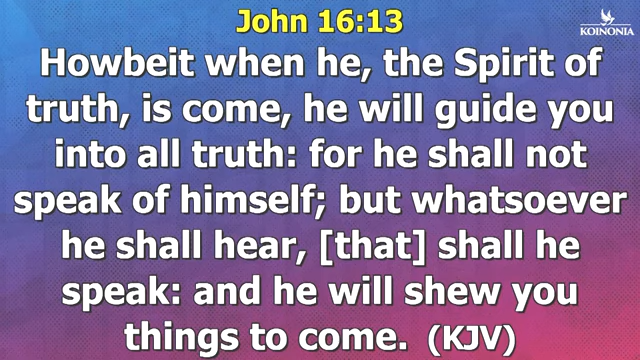 John 16:13
KOINONIA
Howbeit when he, the Spirit of
truth, is come, he will guide you
into all truth: for he shall not
speak of himself; but whatsoever
he shall hear, [that] shall he
speak: and he will shew you
things to come. (KJV)